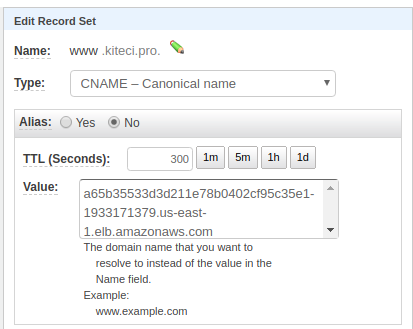 Edit Record Set
Name: www .kiteci.pro.
Type: CNAME – Canonical name
Alias: Yes No
TTL (Seconds): 300 1m 5m 1h 1d
Value: a65b35533d3d211e78b0402cf95c35e1-
1933171379.us-east-
1.elb.amazonaws.com
The domain name that you want to
resolve to instead of the value in the
Name field.
Example:
www.example.com